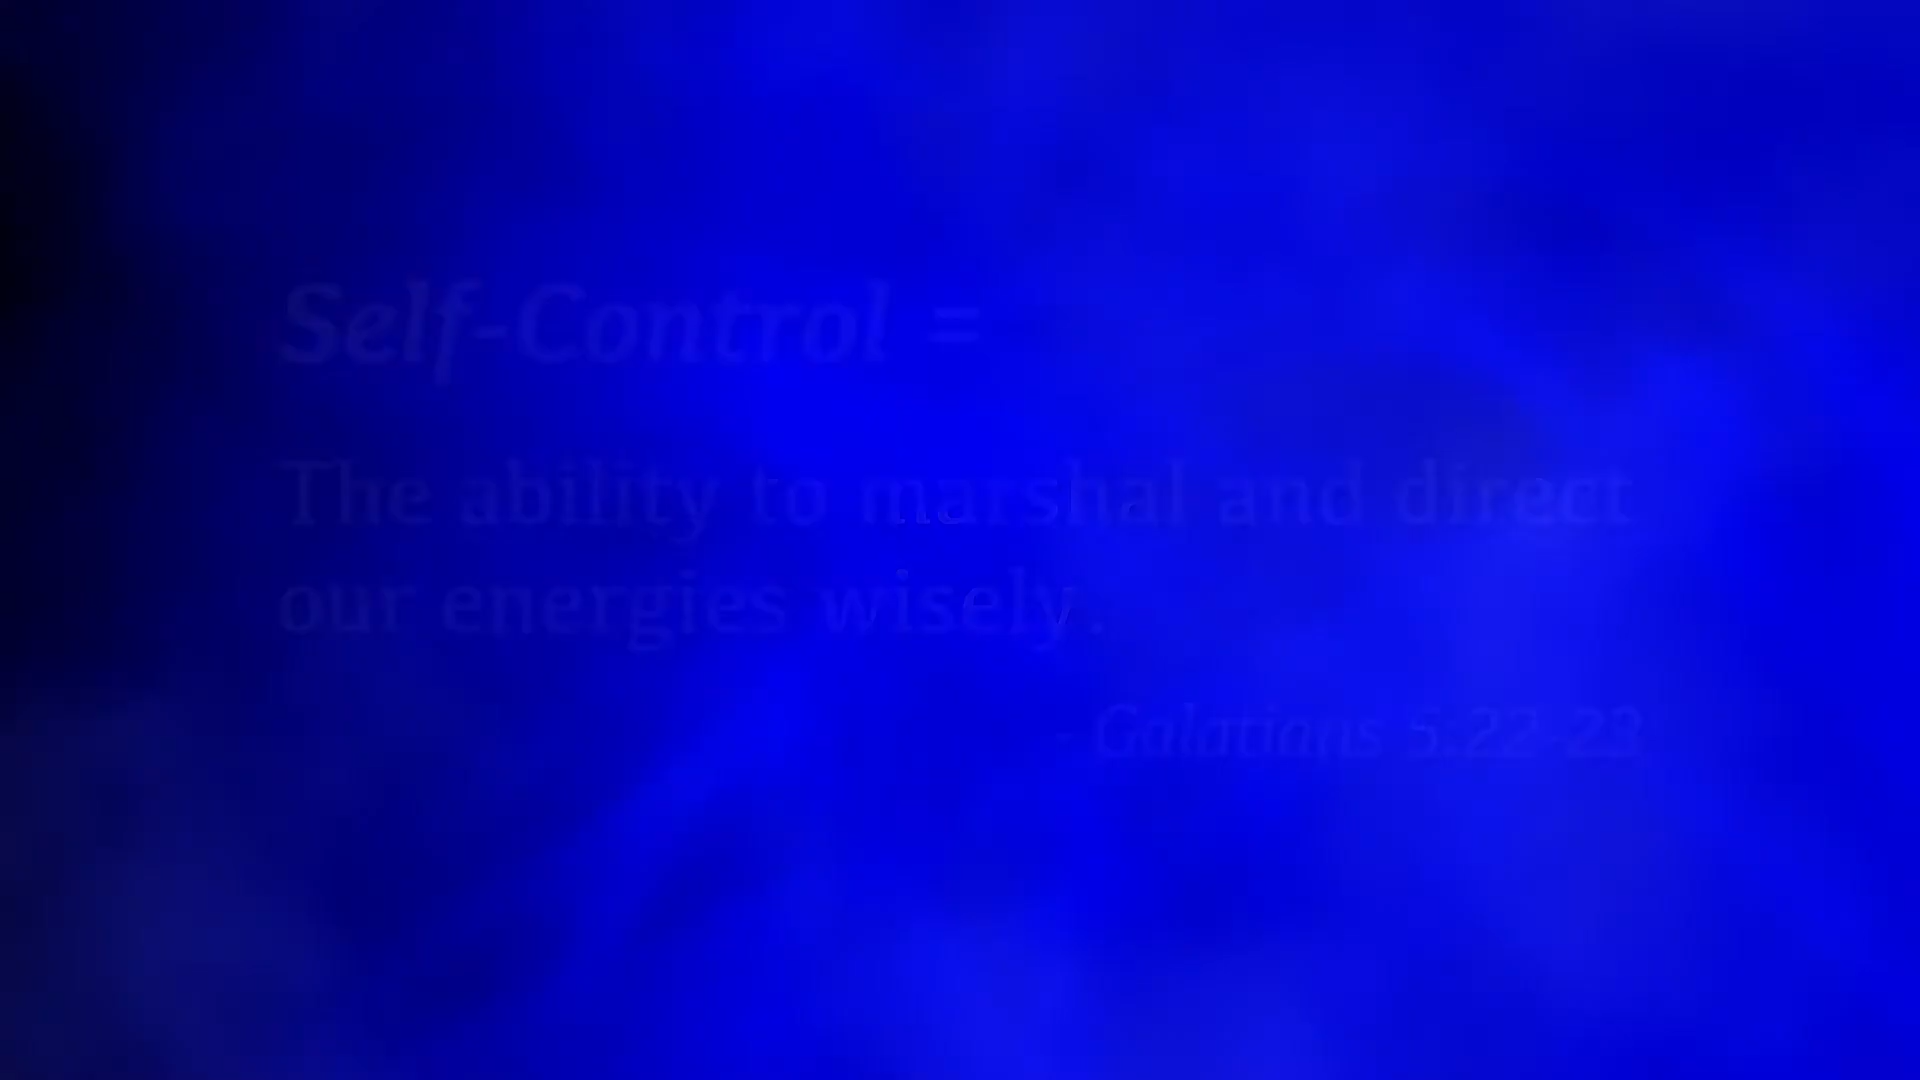 Self-Control =
The ability to marshal and direct
our energies wisely.
- Galatians 5:22-23